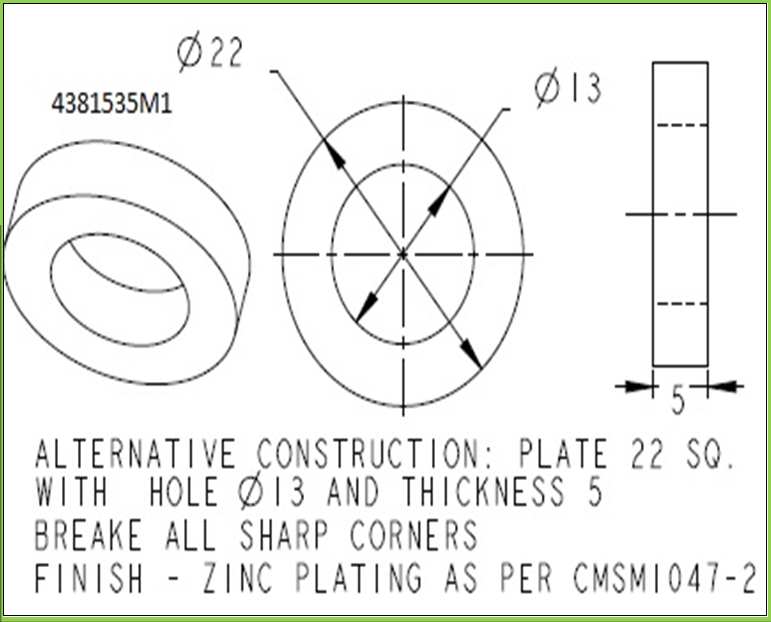 Ø22
Ø13
4381535M1
5
ALTERNATIVE CONSTRUCTION: PLATE 22 SQ.
WITH HOLE Ø13 AND THICKNESS 5
BREAKE ALL SHARP CORNERS
FINISH - ZINC PLATING AS PER CMSM1047-2